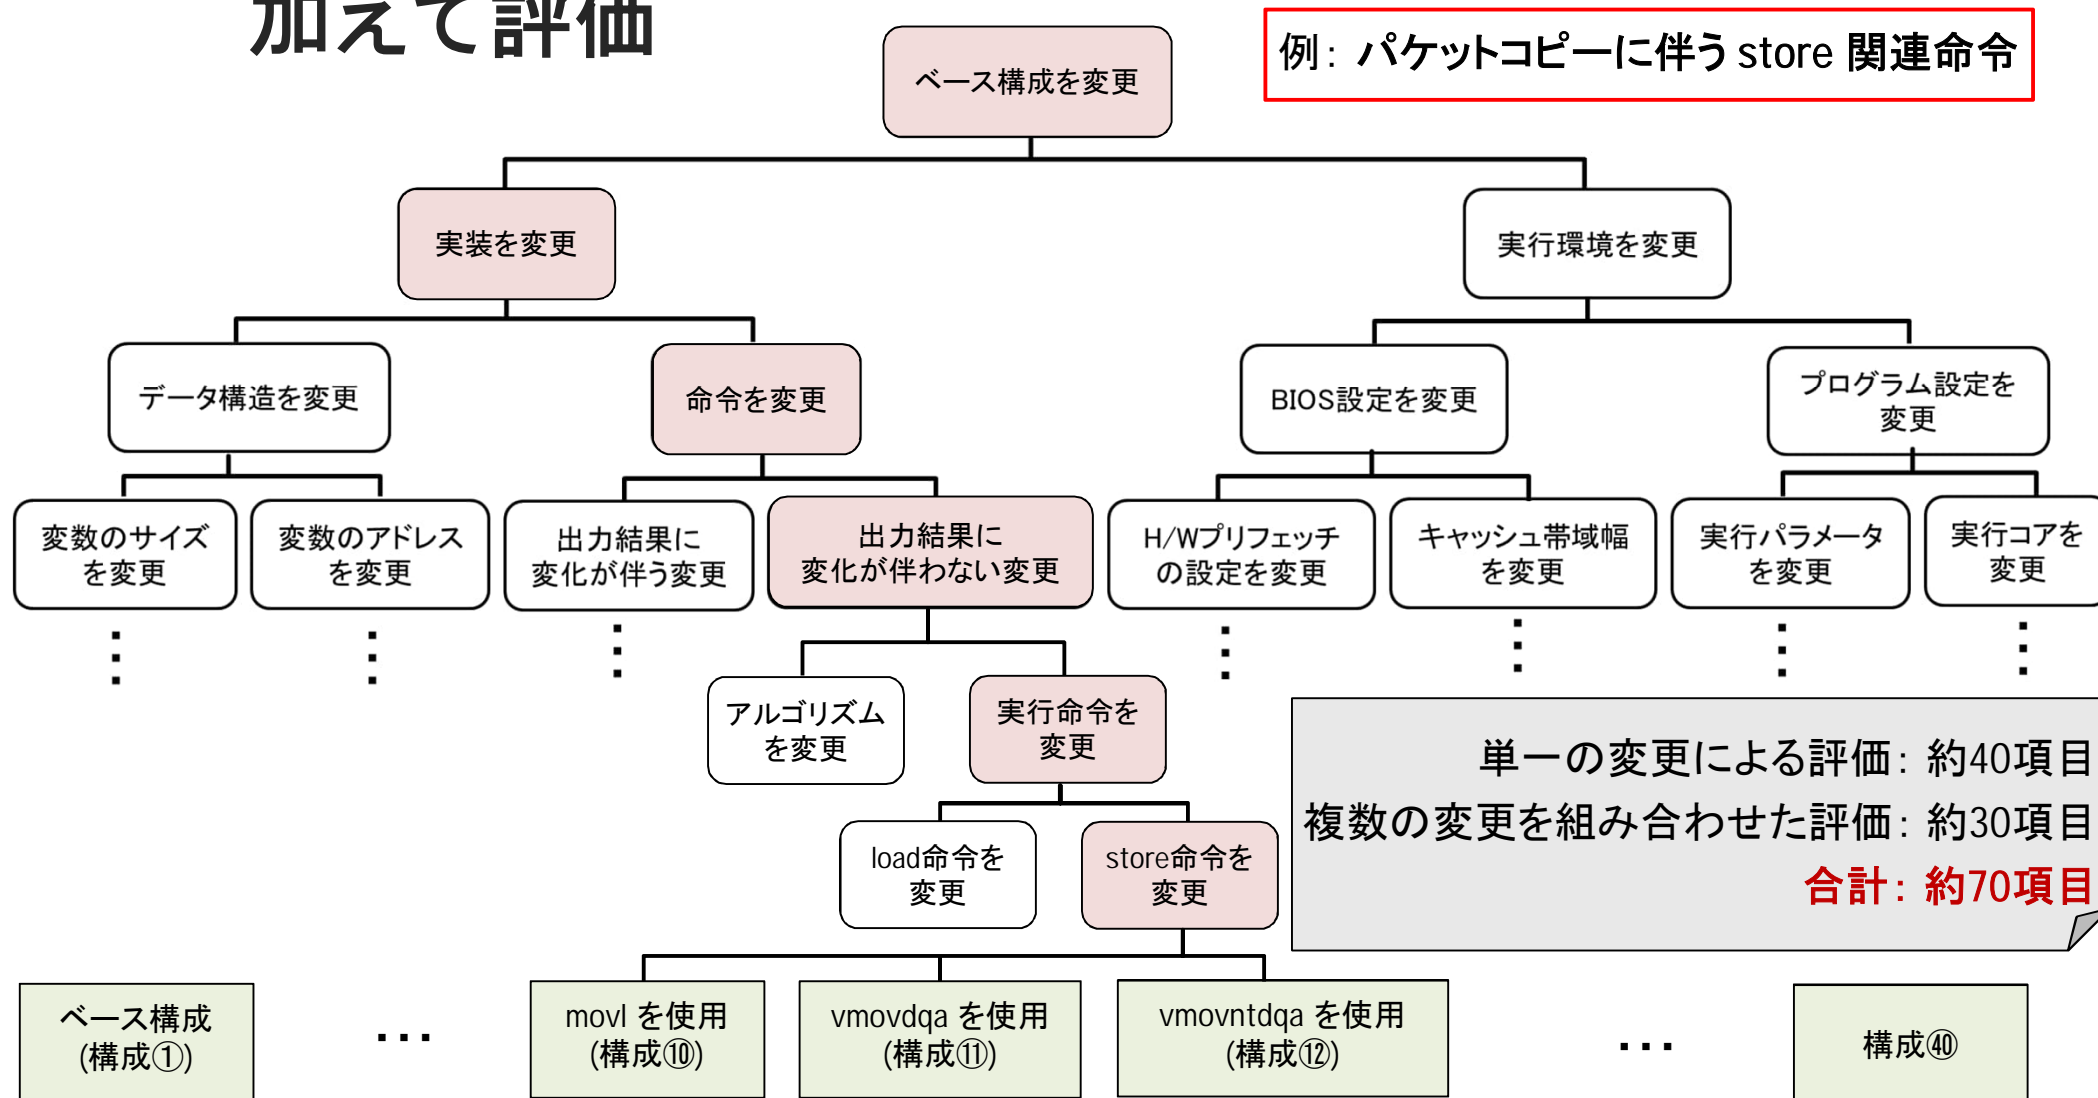 加えて評価
例: パケットコピーに伴う store 関連命令
ベース構成を変更
実装を変更
実行環境を変更
データ構造を変更
命令を変更
BIOS設定を変更
プログラム設定を
変更
変数のサイズ
を変更
変数のアドレス
を変更
出力結果に
変化が伴う変更
出力結果に
変化が伴わない変更
H/Wプリフェッチ
の設定を変更
キャッシュ帯域幅
を変更
実行パラメータ
を変更
実行コアを
変更
アルゴリズム
を変更
実行命令を
変更
load命令を
変更
store命令を
変更
単一の変更による評価: 約40項目
複数の変更を組み合わせた評価: 約30項目
合計: 約70項目
ベース構成
(構成①)
...
movl を使用
(構成⑩)
vmovdqa を使用
(構成⑪)
vmovntdqa を使用
(構成⑫)
...
構成㊵